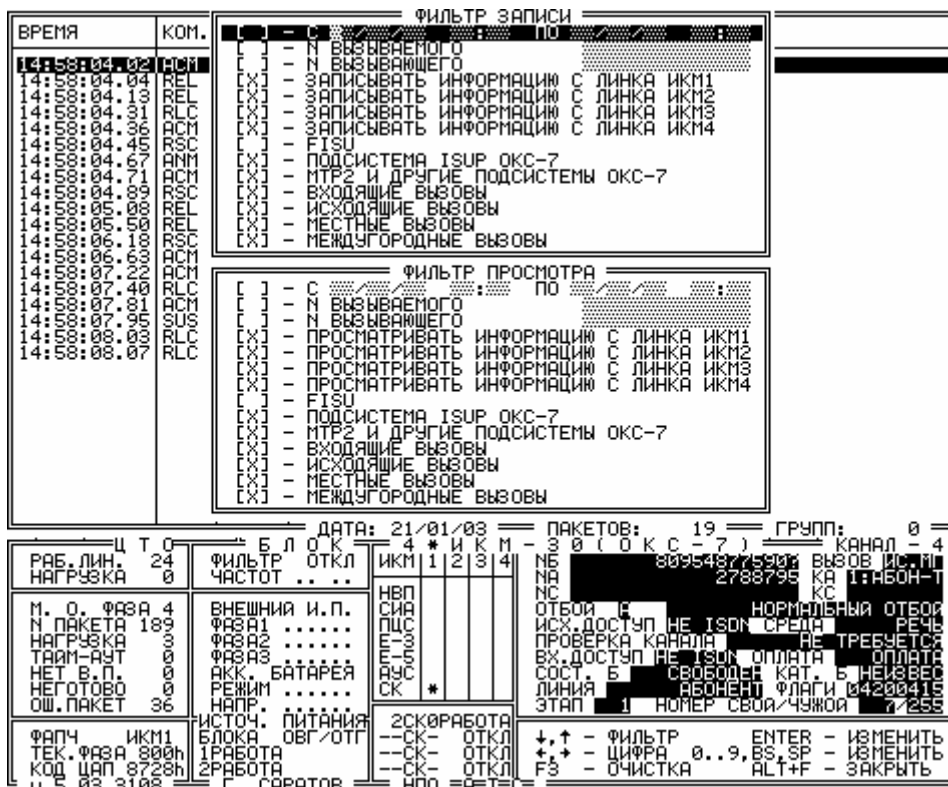 ВРЕМЯ КОМ.
14:58:04.02 ACM
14:58:04.04 REL
14:58:04.13 REL
14:58:04.31 RLC
14:58:04.36 ACM
14:58:04.45 RSC
14:58:04.67 ANM
14:58:04.71 ACM
14:58:04.89 RSC
14:58:05.08 REL
14:58:05.50 REL
14:58:06.18 RSC
14:58:06.63 ACM
14:58:07.22 ACM
14:58:07.40 RLC
14:58:07.81 ACM
14:58:07.95 SUS
14:58:08.03 RLC
14:58:08.07 RLC
ФИЛЬТР ЗАПИСИ
[ ] - С / / : ПО / / :
[ ] - N ВЫЗЫВАЕМОГО
[ ] - N ВЫЗЫВАЮЩЕГО
[X] - ЗАПИСЫВАТЬ ИНФОРМАЦИЮ С ЛИНКА ИКМ1
[X] - ЗАПИСЫВАТЬ ИНФОРМАЦИЮ С ЛИНКА ИКМ2
[X] - ЗАПИСЫВАТЬ ИНФОРМАЦИЮ С ЛИНКА ИКМ3
[X] - ЗАПИСЫВАТЬ ИНФОРМАЦИЮ С ЛИНКА ИКМ4
[ ] - FISU
[X] - ПОДСИСТЕМА ISUP ОКС-7
[X] - МТР2 И ДРУГИЕ ПОДСИСТЕМЫ ОКС-7
[X] - ВХОДЯЩИЕ ВЫЗОВЫ
[X] - ИСХОДЯЩИЕ ВЫЗОВЫ
[X] - МЕСТНЫЕ ВЫЗОВЫ
[X] - МЕЖДУГОРОДНЫЕ ВЫЗОВЫ
ФИЛЬТР ПРОСМОТРА
[ ] - С / / : ПО / / :
[ ] - N ВЫЗЫВАЕМОГО
[ ] - N ВЫЗЫВАЮЩЕГО
[X] - ПРОСМАТРИВАТЬ ИНФОРМАЦИЮ С ЛИНКА ИКМ1
[X] - ПРОСМАТРИВАТЬ ИНФОРМАЦИЮ С ЛИНКА ИКМ2
[X] - ПРОСМАТРИВАТЬ ИНФОРМАЦИЮ С ЛИНКА ИКМ3
[X] - ПРОСМАТРИВАТЬ ИНФОРМАЦИЮ С ЛИНКА ИКМ4
[ ] - FISU
[X] - ПОДСИСТЕМА ISUP ОКС-7
[X] - МТР2 И ДРУГИЕ ПОДСИСТЕМЫ ОКС-7
[X] - ВХОДЯЩИЕ ВЫЗОВЫ
[X] - ИСХОДЯЩИЕ ВЫЗОВЫ
[X] - МЕСТНЫЕ ВЫЗОВЫ
[X] - МЕЖДУГОРОДНЫЕ ВЫЗОВЫ
ДАТА: 21/01/03 ПАКЕТОВ: 19 ГРУПП: 0
Ц Т О
РАБ.ЛИН. 24
НАГРУЗКА 0
М. О. ФАЗА 4
N ПАКЕТА 189
НАГРУЗКА 3
ТАЙМ-АУТ 0
НЕТ В.П. 0
НЕГОТОВО 0
ОШ.ПАКЕТ 36
ФАПЧ ИКМ1
ТЕК.ФАЗА 800h
КОД ЦАП 8728h
Б Л О К
ФИЛЬТР ОТКЛ
ЧАСТОТ .. ..
ВНЕШНИЙ И.П.
ФАЗА1 ......
ФАЗА2 ......
ФАЗА3 ......
АКК. БАТАРЕЯ
РЕЖИМ ......
НАПР. ......
ИСТОЧ. ПИТАНИЯ
БЛОКА ОВГ/ОТГ
1РАБОТА
2РАБОТА
4 * И К М - 3 0 ( О К С - 7 ) КАНАЛ - 4
ИКМ 1 2 3 4
НВП
СИА
ПЦС
Е-3
Е-5
АУС
СК *
2СК0РАБОТА
--СК- ОТКЛ
--СК- ОТКЛ
NБ 80954877590? ВЫЗОВ ИС.МГ
NА 2788795 КА 1:АБОН-Т
NС КС
ОТБОЙ А НОРМАЛЬНЫЙ ОТБОЙ
ИСХ.ДОСТУП НЕ ISDN СРЕДА РЕЧЬ
ПРОВЕРКА КАНАЛА НЕ ТРЕБУЕТСЯ
ВХ.ДОСТУП НЕ ISDN ОПЛАТА ОПЛАТА
СОСТ. Б СВОБОДЕН КАТ. Б НЕИЗВЕС
ЛИНИЯ АБОНЕНТ ФЛАГИ 04200415
ЭТАП 1 НОМЕР СВОЙ/ЧУЖОЙ 7/255
↓,↑ - ФИЛЬТР ENTER - ИЗМЕНИТЬ
←,→ - ЦИФРА 0..9,BS,SP - ИЗМЕНИТЬ
F3 - ОЧИСТКА ALT+F - ЗАКРЫТЬ
Г. САРАТОВ